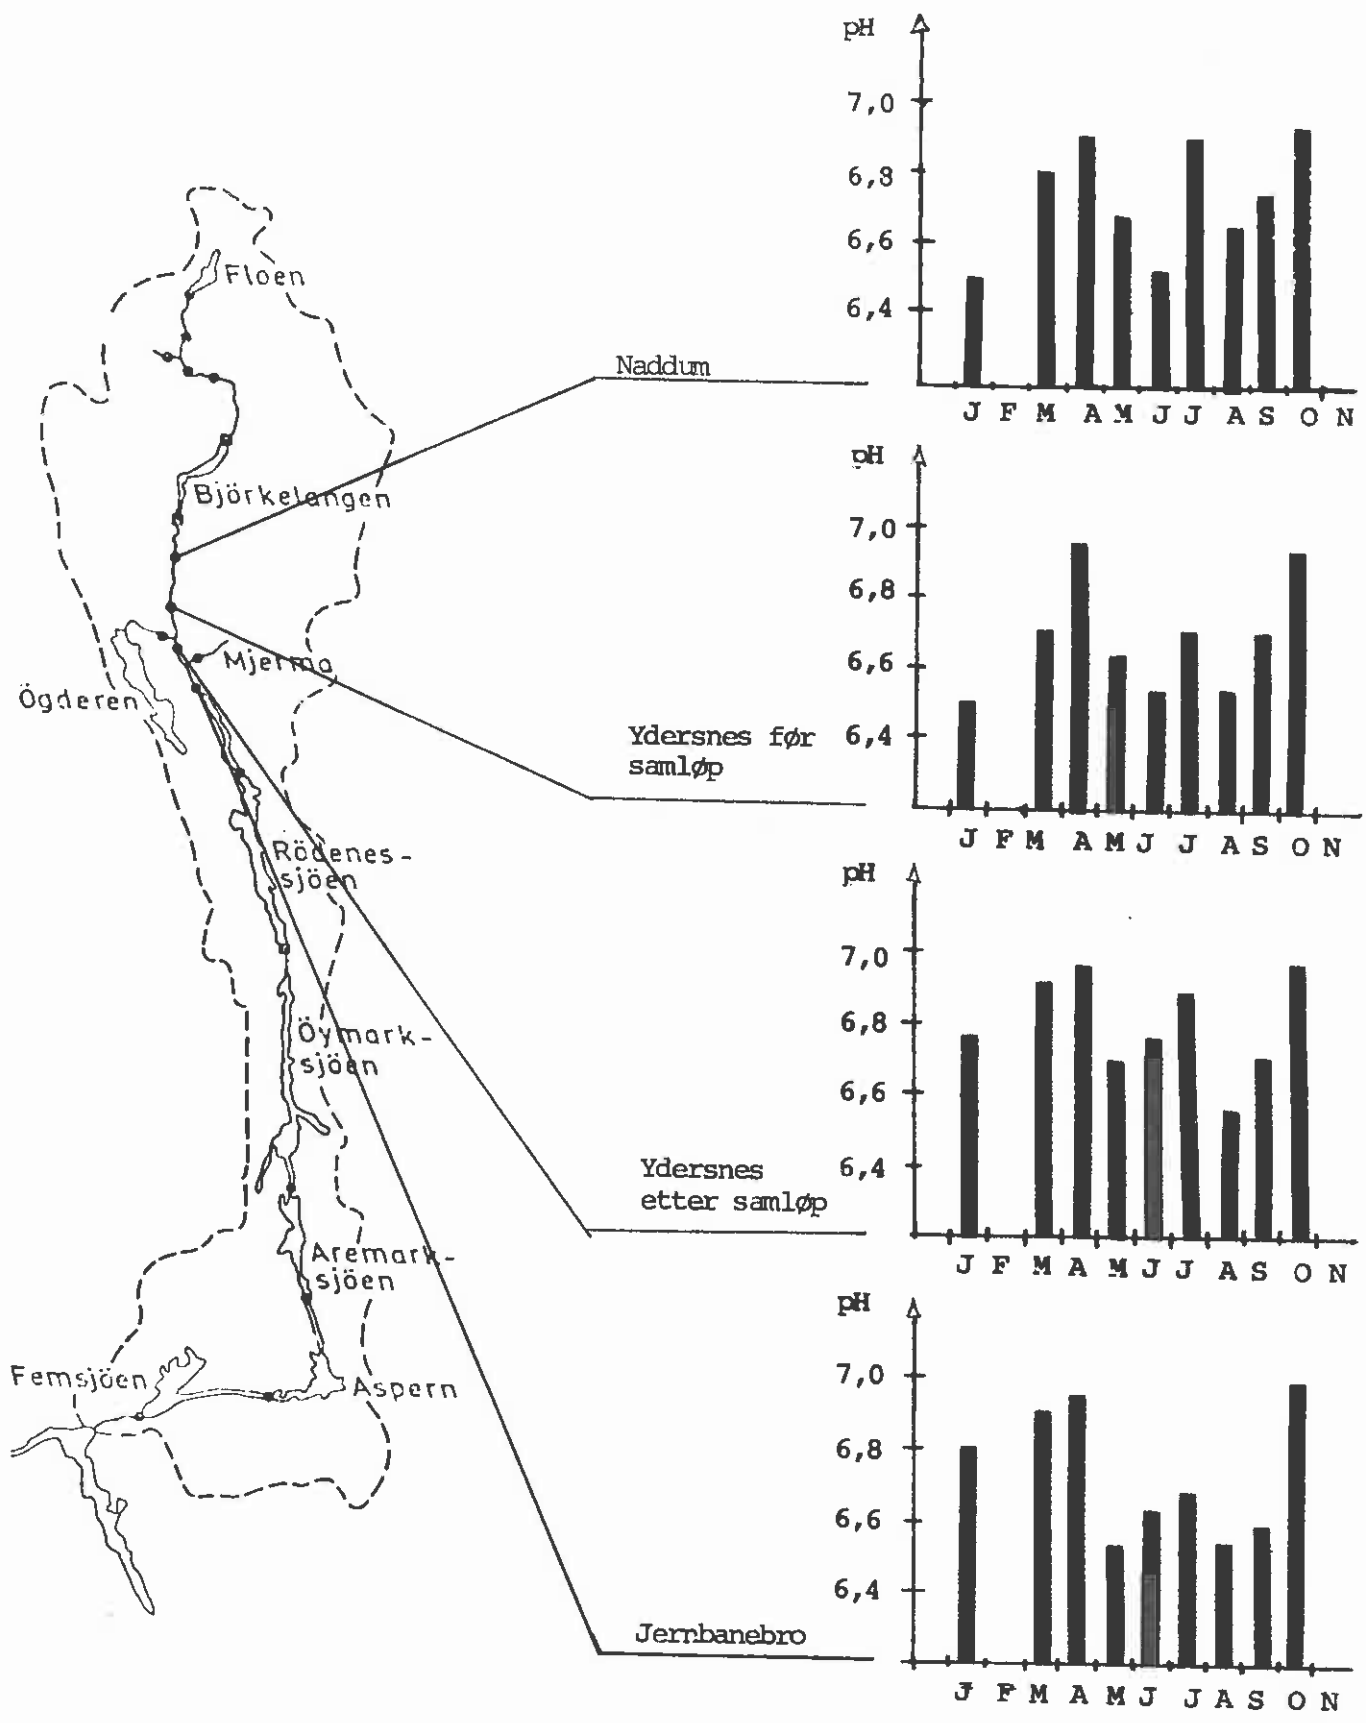 Floen
Björkelangen
Mjerma
Ögderen
Rödenes-
sjöen
Öymark-
sjöen
Aremark-
sjöen
Femsjöen
Aspern
Naddum
pH
7,0
6,8
6,6
6,4
J F M A M J J A S O N
Ydersnes før
samløp
pH
7,0
6,8
6,6
6,4
J F M A M J J A S O N
Ydersnes
etter samløp
pH
7,0
6,8
6,6
6,4
J F M A M J J A S O N
Jernbanebro
pH
7,0
6,8
6,6
6,4
J F M A M J J A S O N